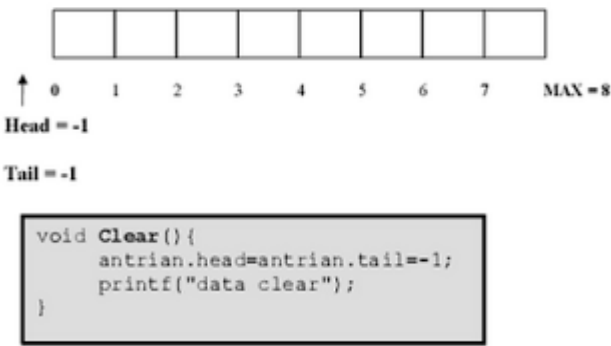 0 1 2 3 4 5 6 7 MAX = 8
Head = -1
Tail = -1
void Clear(){
antrian.head=antrian.tail=-1;
printf("data clear");
}